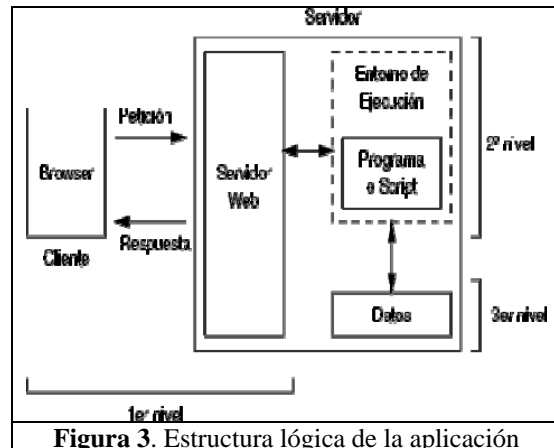 Servidor
Entorno de
Ejecución
Petición
2º nivel
Browser
Servidor
Web
Programa
o Script
Respuesta
Cliente
Datos
3er nivel
1er nivel
Figura 3. Estructura lógica de la aplicación